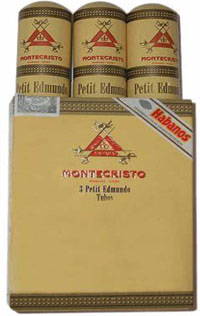 MONTECRISTO
MONTECRISTO
MONTECRISTO
Petit Edmundo
Petit Edmundo
Petit Edmundo
Habanos
MONTECRISTO
3 Petit Edmundo
Tubos